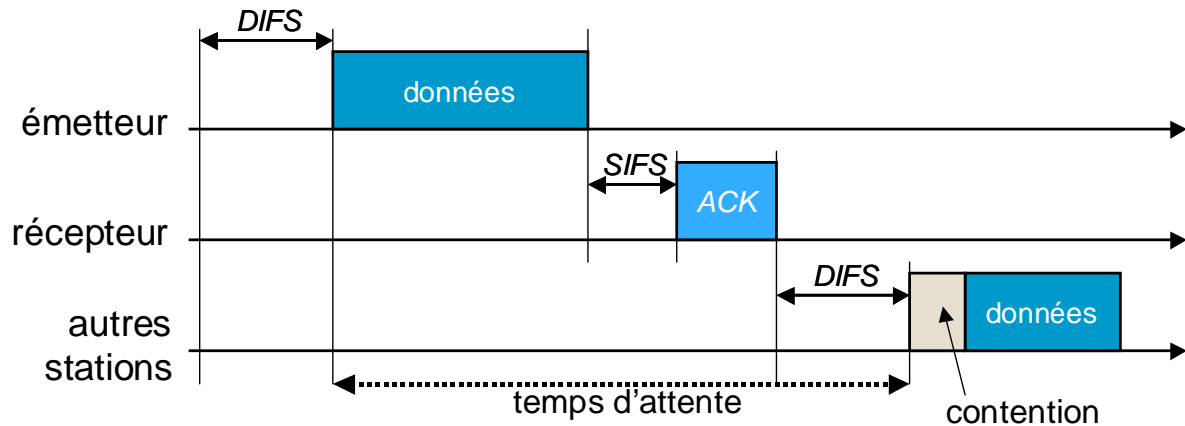 DIFS
données
émetteur
SIFS
ACK
récepteur
DIFS
données
autres
stations
temps d'attente
contention